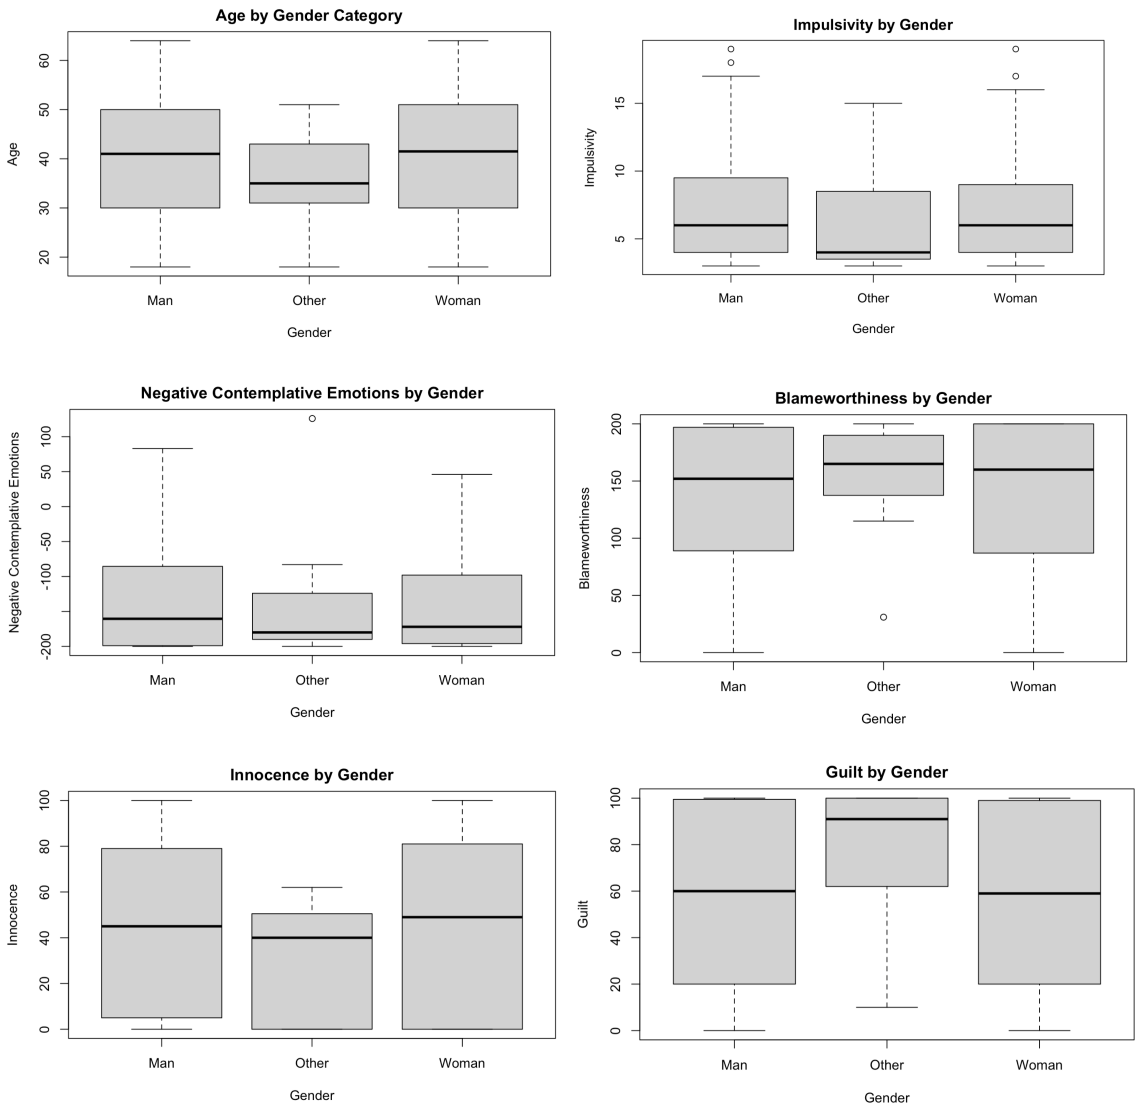 Age by Gender Category
Age
60
50
40
30
20
Man Other Woman
Gender
Impulsivity by Gender
Impulsivity
15
10
5
Man Other Woman
Gender
Negative Contemplative Emotions by Gender
Negative Contemplative Emotions
100
50
0
-50
-100
-200
Man Other Woman
Gender
Blameworthiness by Gender
Blameworthiness
200
150
100
50
0
Man Other Woman
Gender
Innocence by Gender
Innocence
100
80
60
40
20
0
Man Other Woman
Gender
Guilt by Gender
Guilt
100
80
60
40
20
0
Man Other Woman
Gender